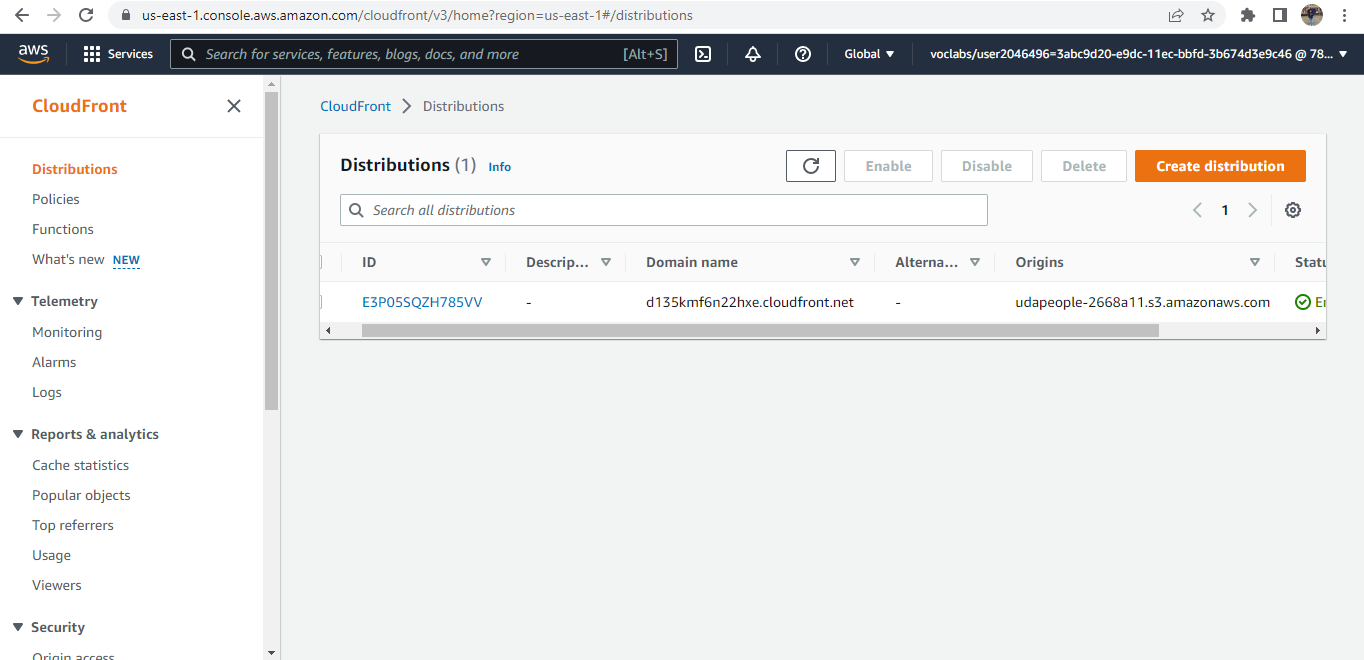 us-east-1.console.aws.amazon.com/cloudfront/v3/home?region=us-east-1#/distributions
aws Services Search for services, features, blogs, docs, and more [Alt+S] Global voclabs/user2046496=3abc9d20-e9dc-11ec-bbfd-3b674d3e9c46 @ 78...
CloudFront
Distributions
Policies
Functions
What's new NEW
Telemetry
Monitoring
Alarms
Logs
Reports & analytics
Cache statistics
Popular objects
Top referrers
Usage
Viewers
Security
Origin access
CloudFront Distributions
Distributions (1) Info Enable Disable Delete Create distribution
Search all distributions 1
ID Descrip... Domain name Alterna... Origins Statu
E3P05SQZH785VV - d135kmf6n22hxe.cloudfront.net - udapeople-2668a11.s3.amazonaws.com En